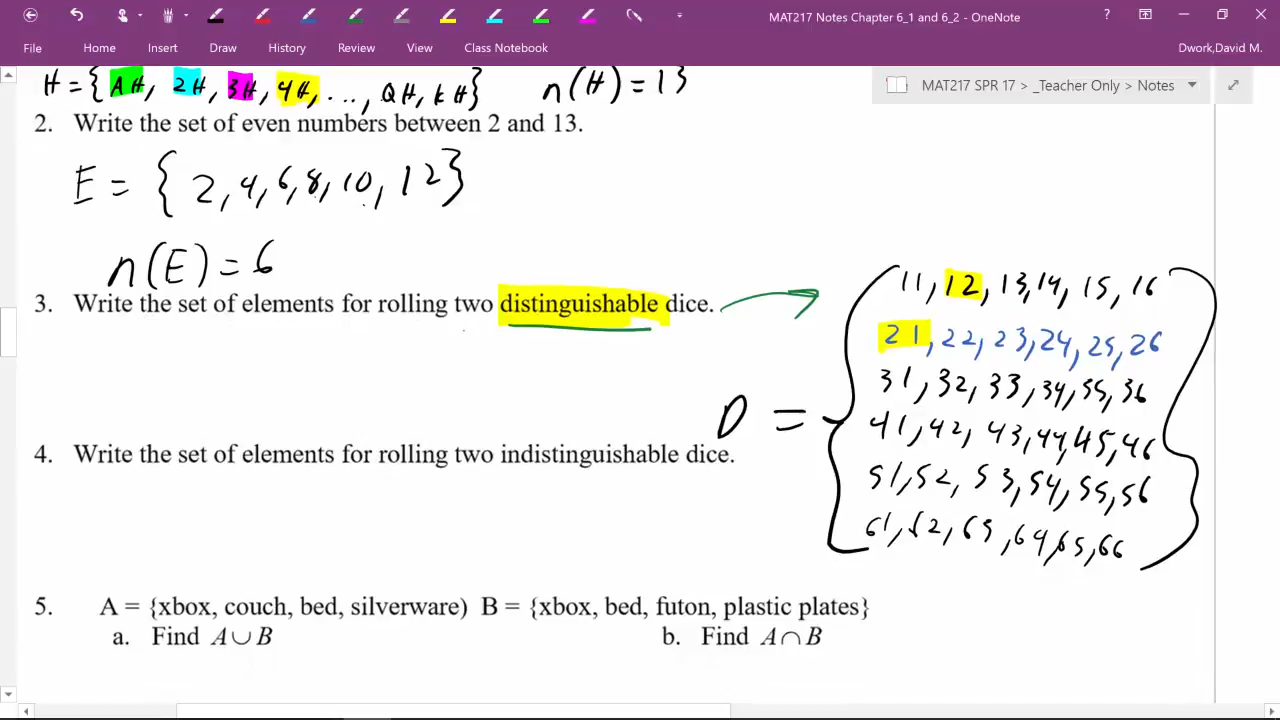 MAT217 Notes Chapter 6_1 and 6_2 - OneNote
Dwork,David M.
File Home Insert Draw History Review View Class Notebook
MAT217 SPR 17 > _Teacher Only > Notes
H = {AH, 2H, 3H, 4H, ..., QH, KH} n(H) = 13
2. Write the set of even numbers between 2 and 13.
E = {2, 4, 6, 8, 10, 12}
n(E) = 6
3. Write the set of elements for rolling two distinguishable dice.
D =
11, 12, 13, 14, 15, 16
21, 22, 23, 24, 25, 26
31, 32, 33, 34, 35, 36
41, 42, 43, 44, 45, 46
51, 52, 53, 54, 55, 56
61, 62, 63, 64, 65, 66
4. Write the set of elements for rolling two indistinguishable dice.
5. A = {xbox, couch, bed, silverware) B = {xbox, bed, futon, plastic plates}
a. Find A∪B b. Find A∩B